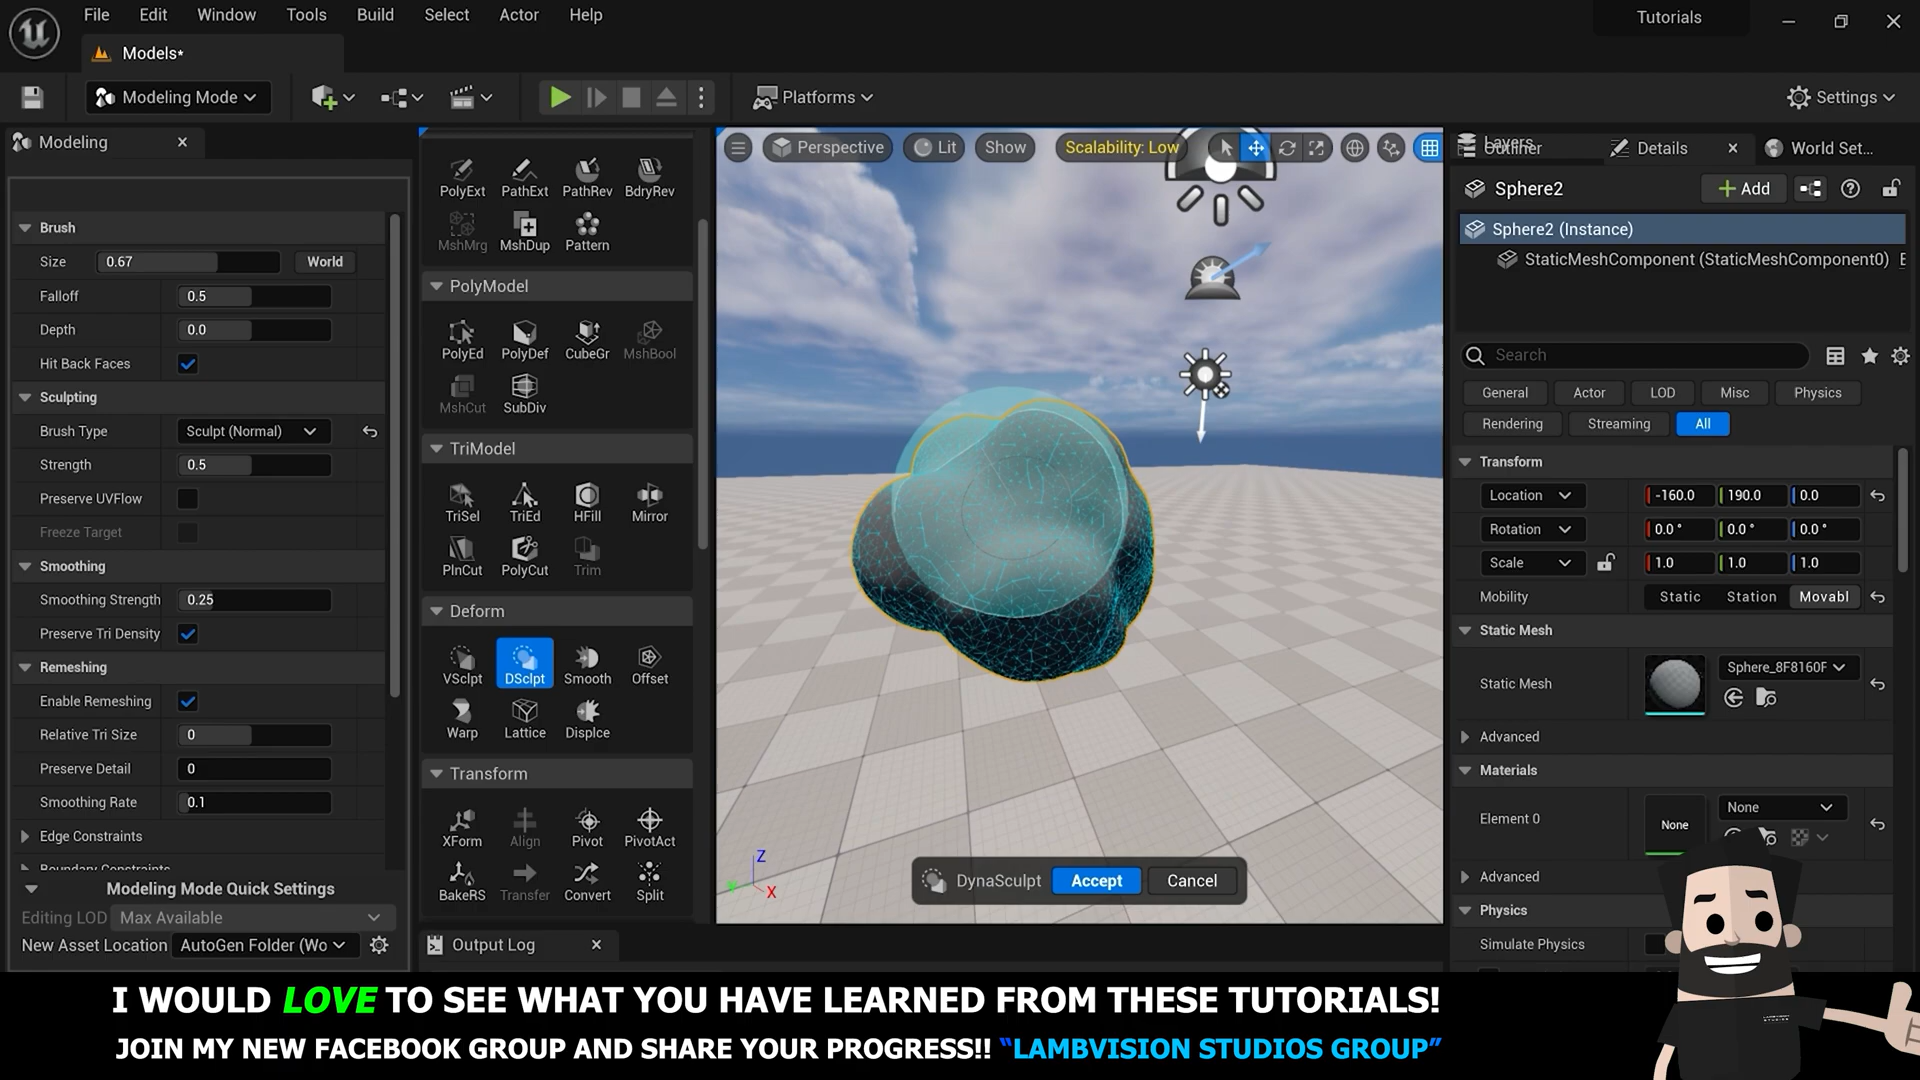 File Edit Window Tools Build Select Actor Help
Tutorials
Models*
Modeling Mode
Platforms
Settings
Modeling
Brush
Size 0.67 World
Falloff 0.5
Depth 0.0
Hit Back Faces
Sculpting
Brush Type Sculpt (Normal)
Strength 0.5
Preserve UVFlow
Freeze Target
Smoothing
Smoothing Strength 0.25
Preserve Tri Density
Remeshing
Enable Remeshing
Relative Tri Size 0
Preserve Detail 0
Smoothing Rate 0.1
Edge Constraints
Boundary Constraints
Modeling Mode Quick Settings
Editing LOD Max Available
New Asset Location AutoGen Folder (Wo
PolyExt PathExt PathRev BdryRev
MshMrg MshDup Pattern
PolyModel
PolyEd PolyDef CubeGr MshBool
MshCut SubDiv
TriModel
TriSel TriEd HFill Mirror
PlnCut PolyCut Trim
Deform
VSclpt DSclpt Smooth Offset
Warp Lattice Displce
Transform
XForm Align Pivot PivotAct
BakeRS Transfer Convert Split
Perspective Lit Show Scalability: Low
Z
Y
X
DynaSculpt Accept Cancel
Output Log
Layers
Outliner Details World Set...
Sphere2 Add
Sphere2 (Instance)
StaticMeshComponent (StaticMeshComponent0) E
Search
General Actor LOD Misc Physics
Rendering Streaming All
Transform
Location -160.0 190.0 0.0
Rotation 0.0° 0.0° 0.0°
Scale 1.0 1.0 1.0
Mobility Static Station Movabl
Static Mesh
Static Mesh Sphere_8F8160F
Advanced
Materials
Element 0 None None
Advanced
Physics
Simulate Physics
I WOULD LOVE TO SEE WHAT YOU HAVE LEARNED FROM THESE TUTORIALS!
JOIN MY NEW FACEBOOK GROUP AND SHARE YOUR PROGRESS!! "LAMBVISION STUDIOS GROUP"